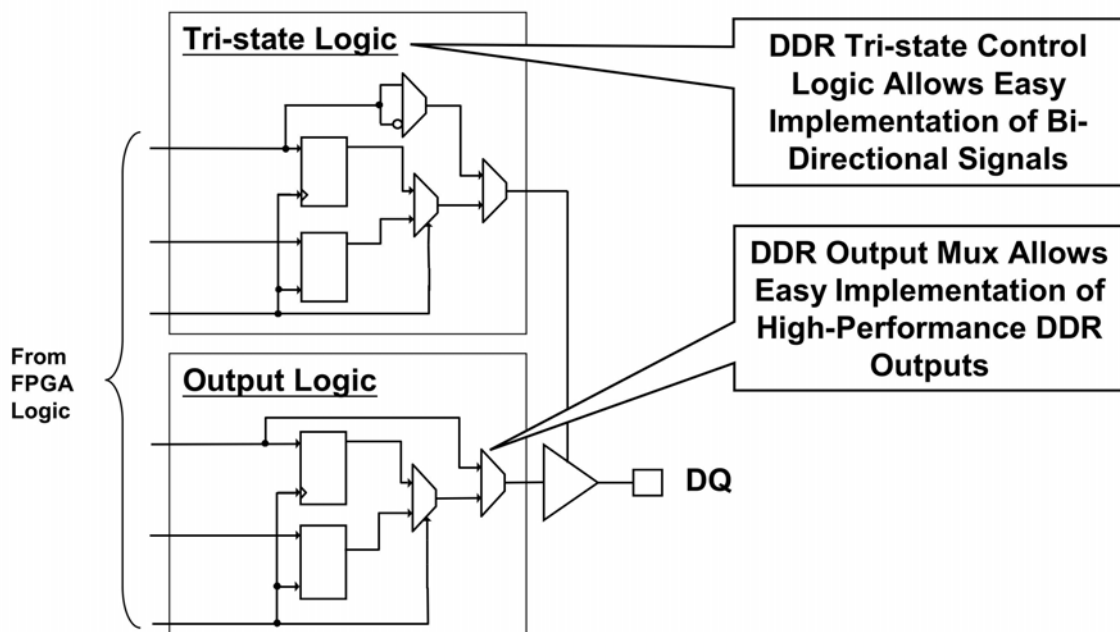 Tri-state Logic
DDR Tri-state Control
Logic Allows Easy
Implementation of Bi-
Directional Signals
DDR Output Mux Allows
Easy Implementation of
High-Performance DDR
Outputs
From
FPGA
Logic
Output Logic
DQ